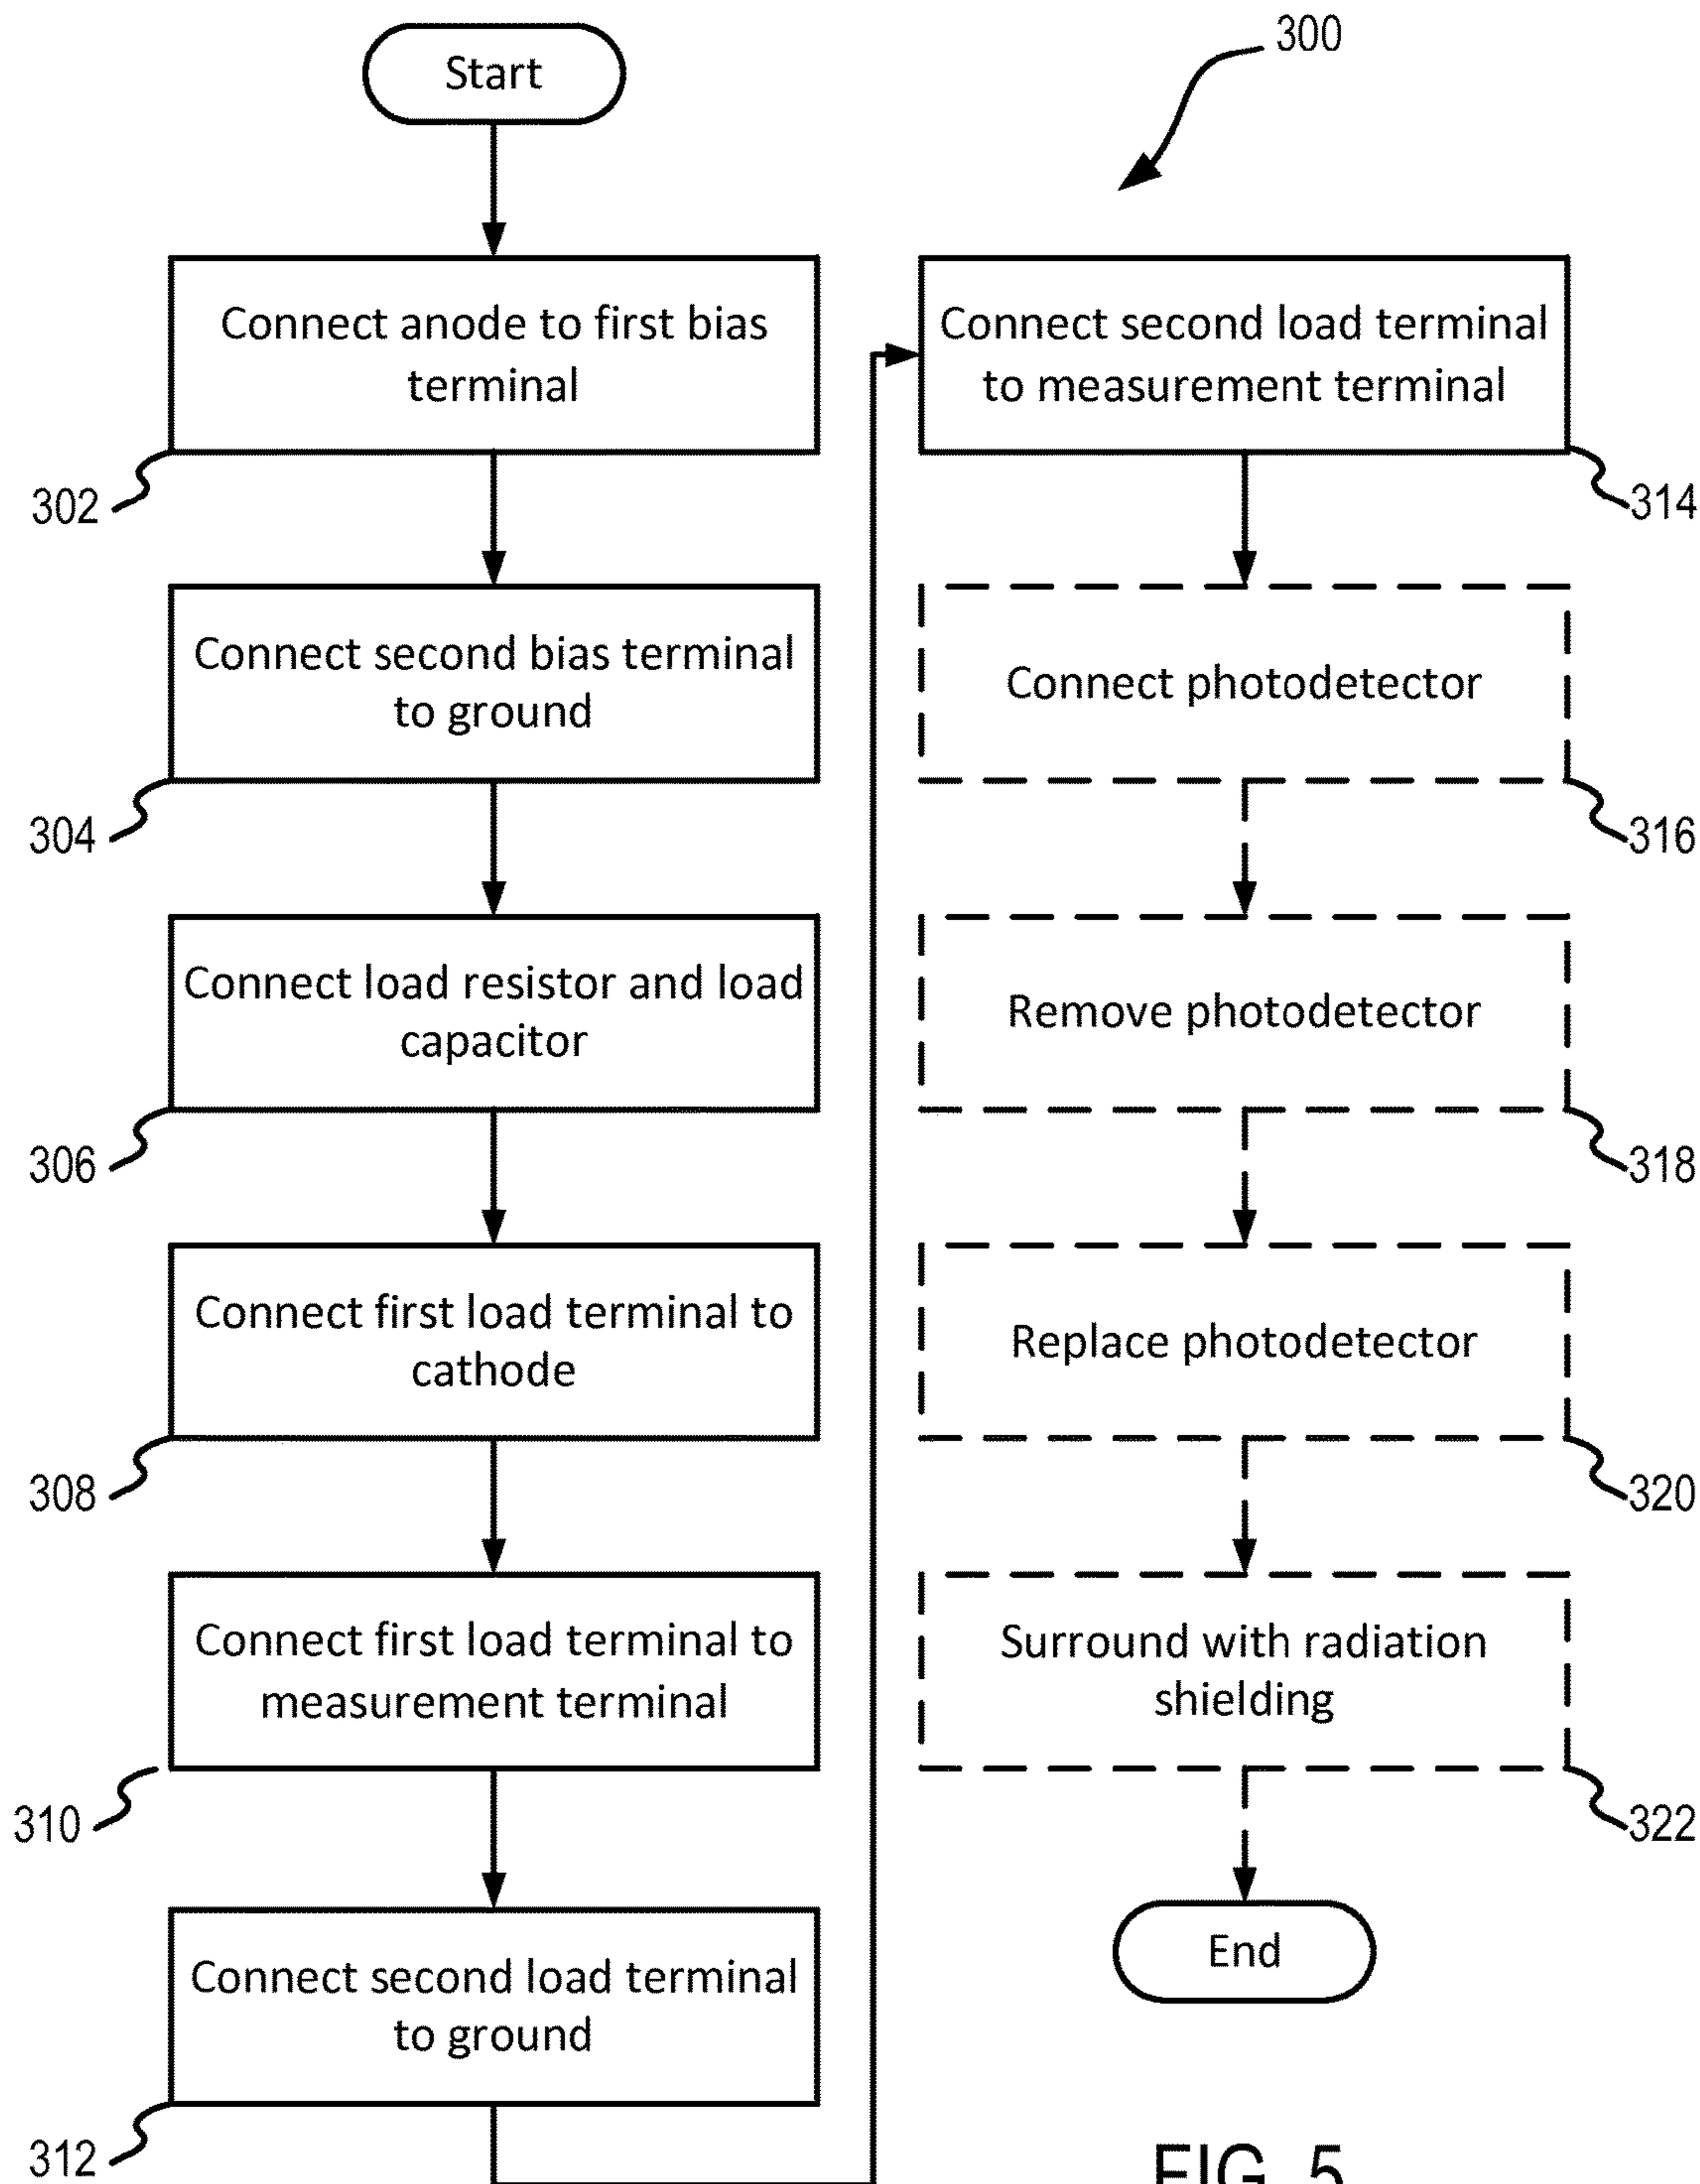 Start
300
Connect anode to first bias
terminal
302
Connect second bias terminal
to ground
304
Connect load resistor and load
capacitor
306
Connect first load terminal to
cathode
308
Connect first load terminal to
measurement terminal
310
Connect second load terminal
to ground
312
Connect second load terminal
to measurement terminal
314
Connect photodetector
316
Remove photodetector
318
Replace photodetector
320
Surround with radiation
shielding
322
End
FIG. 5